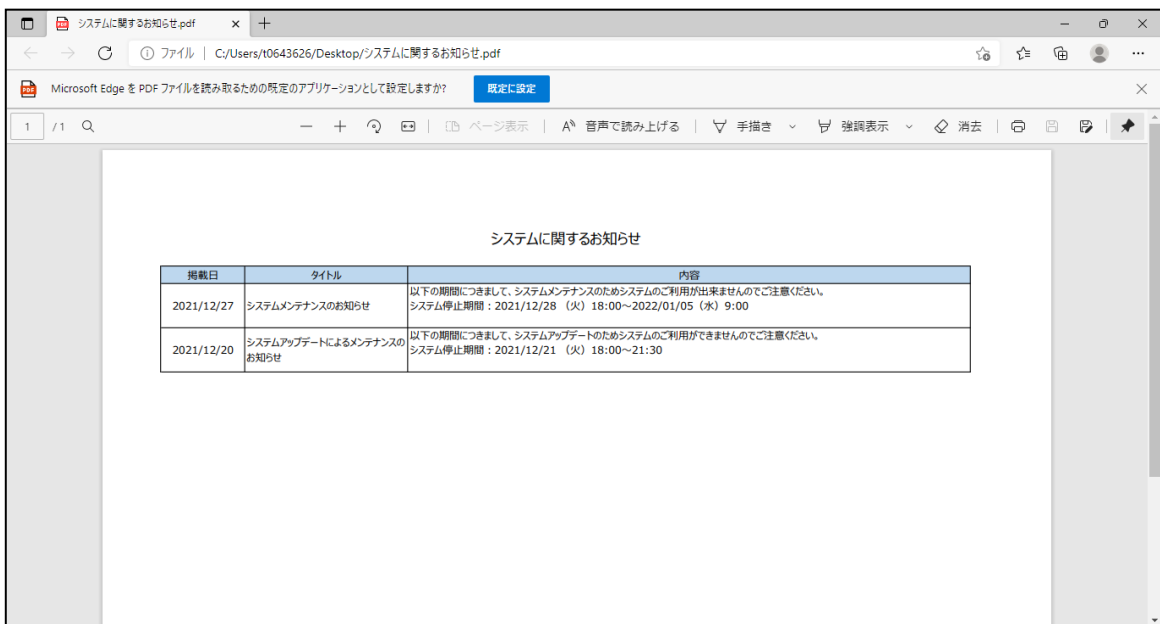 システムに関するお知らせ.pdf
ファイル | C:/Users/t0643626/Desktop/システムに関するお知らせ.pdf
Microsoft Edge を PDF ファイルを読み取るための既定のアプリケーションとして設定しますか? 既定に設定
1 /1 ページ表示 音声で読み上げる 手描き 強調表示 消去
システムに関するお知らせ
掲載日 タイトル 内容
以下の期間につきまして、システムメンテナンスのためシステムのご利用が出来ませんのでご注意ください。
2021/12/27 システムメンテナンスのお知らせ システム停止期間：2021/12/28 （火）18:00～2022/01/05（水）9:00
以下の期間につきまして、システムアップデートのためシステムのご利用ができませんのでご注意ください。
2021/12/20 システムアップデートによるメンテナンスの システム停止期間：2021/12/21 （火）18:00～21:30
お知らせ